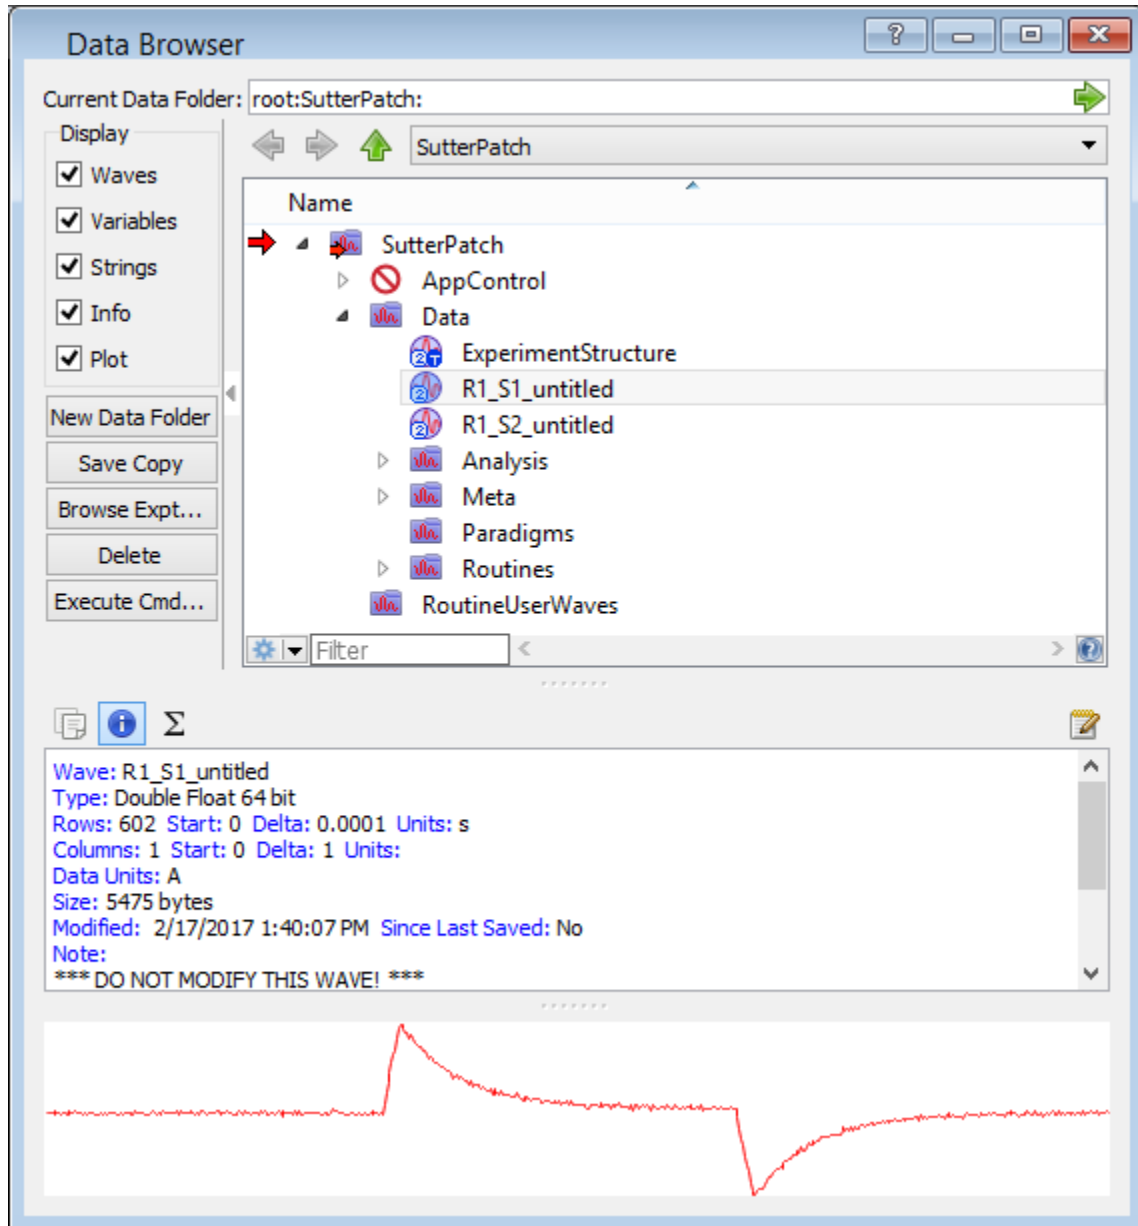 Data Browser
Current Data Folder: root:SutterPatch:
Display
Waves
Variables
Strings
Info
Plot
New Data Folder
Save Copy
Browse Expt...
Delete
Execute Cmd...
SutterPatch
Name
SutterPatch
AppControl
Data
ExperimentStructure
R1_S1_untitled
R1_S2_untitled
Analysis
Meta
Paradigms
Routines
RoutineUserWaves
Filter
Σ
Wave: R1_S1_untitled
Type: Double Float 64 bit
Rows: 602 Start: 0 Delta: 0.0001 Units: s
Columns: 1 Start: 0 Delta: 1 Units:
Data Units: A
Size: 5475 bytes
Modified: 2/17/2017 1:40:07 PM Since Last Saved: No
Note:
*** DO NOT MODIFY THIS WAVE! ***